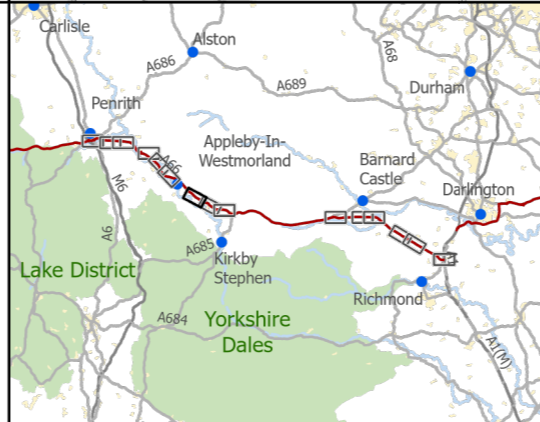 Carlisle
Alston
A686
A68
A689
Durham
Penrith
Appleby-In-
Westmorland
A66
Barnard
Castle
Darlington
M6
A6
A685
Lake District
Kirkby
Stephen
Richmond
A684
Yorkshire
Dales
A1(M)